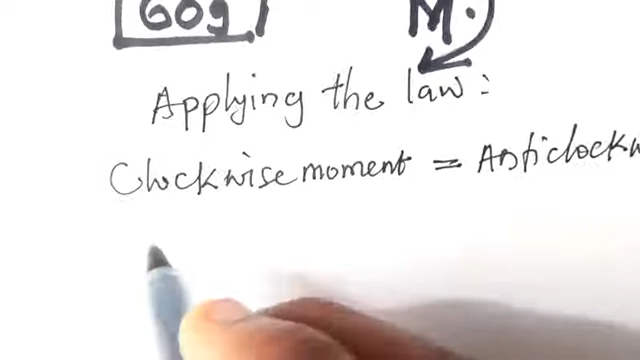 60g M.
Applying the law:
Clockwise moment = Anticlockw